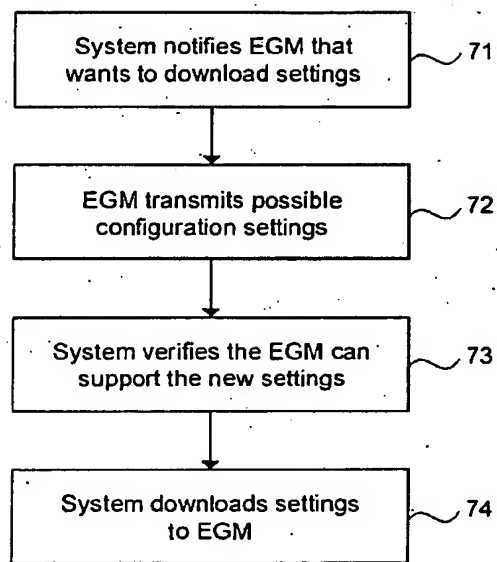 System notifies EGM that
wants to download settings
71
EGM transmits possible
configuration settings
72
System verifies the EGM can
support the new settings
73
System downloads settings
to EGM
74